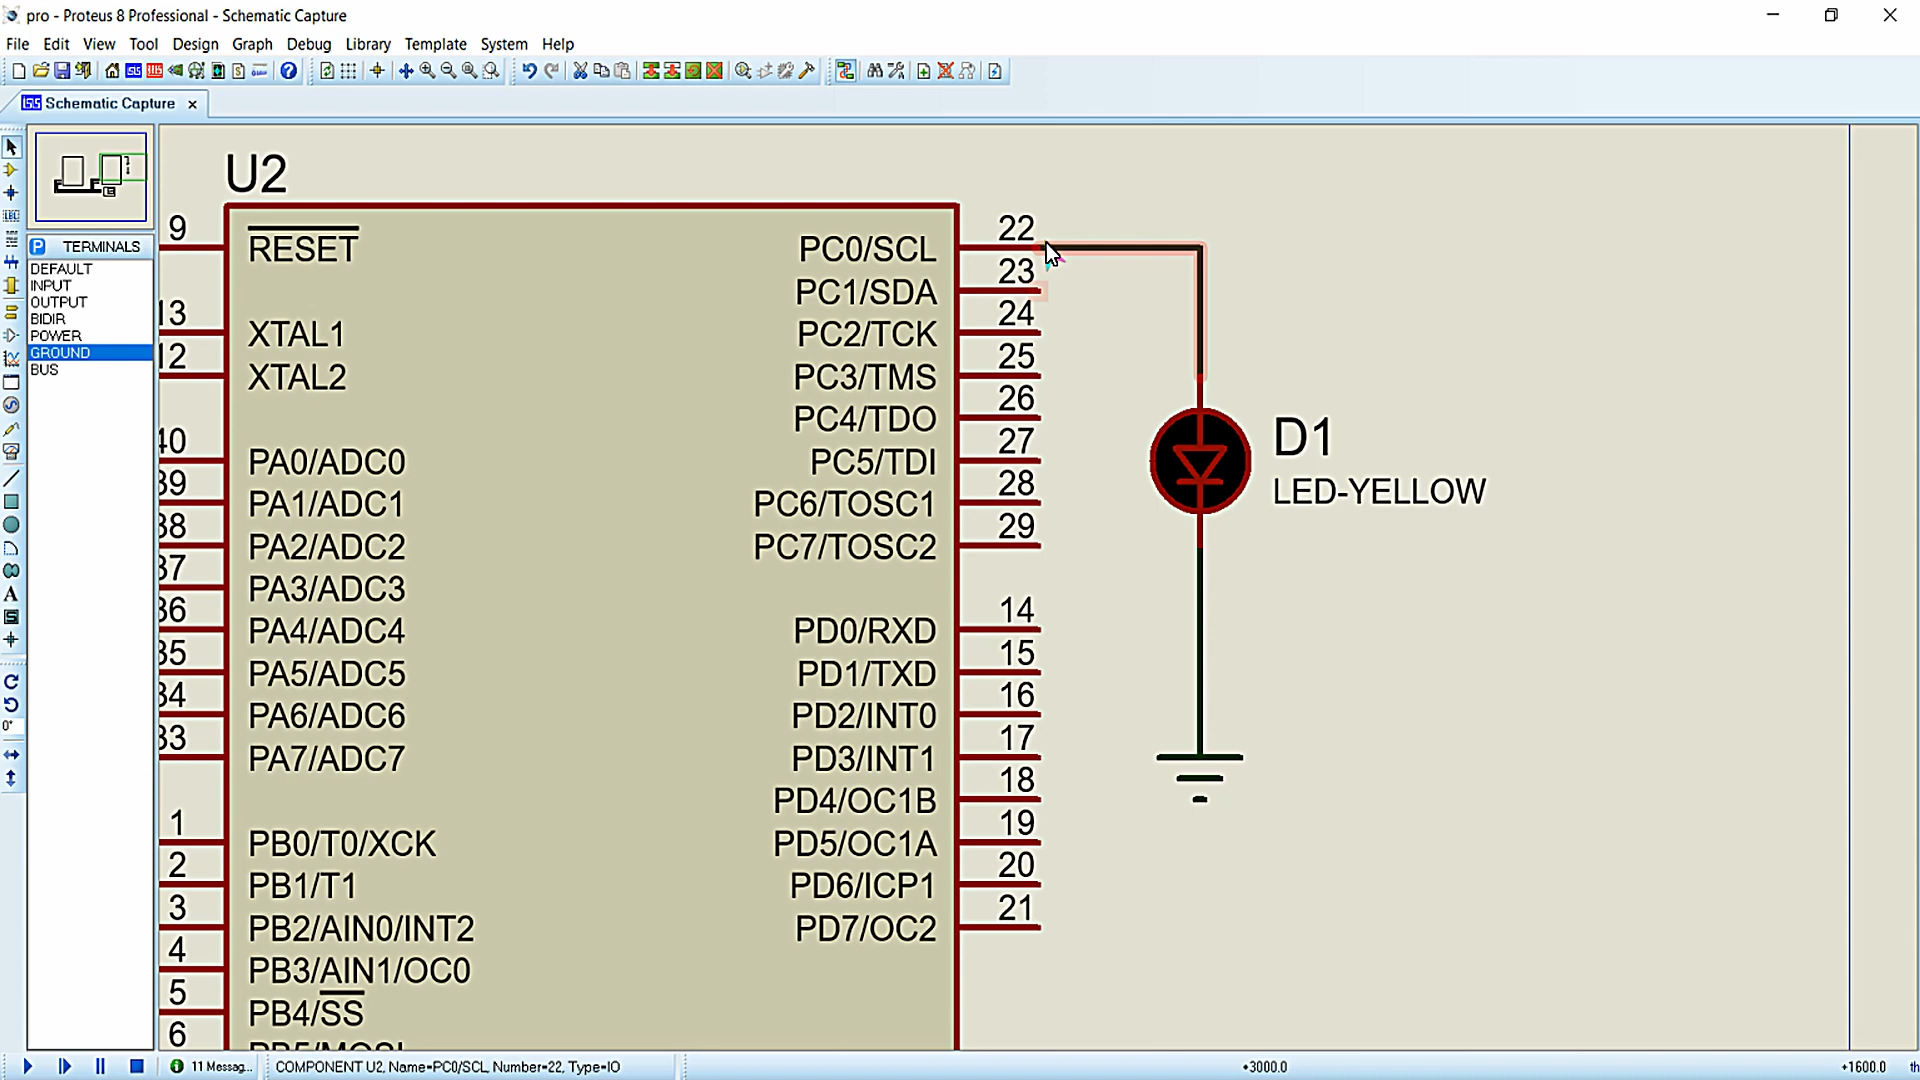 pro - Proteus 8 Professional - Schematic Capture
File Edit View Tool Design Graph Debug Library Template System Help
Schematic Capture
TERMINALS
DEFAULT
INPUT
OUTPUT
BIDIR
POWER
GROUND
BUS
0°
U2
9 RESET PC0/SCL 22
PC1/SDA 23
13 XTAL1 PC2/TCK 24
12 XTAL2 PC3/TMS 25
PC4/TDO 26
40 PA0/ADC0 PC5/TDI 27
39 PA1/ADC1 PC6/TOSC1 28
38 PA2/ADC2 PC7/TOSC2 29
37 PA3/ADC3
36 PA4/ADC4 PD0/RXD 14
35 PA5/ADC5 PD1/TXD 15
34 PA6/ADC6 PD2/INT0 16
33 PA7/ADC7 PD3/INT1 17
PD4/OC1B 18
1 PB0/T0/XCK PD5/OC1A 19
2 PB1/T1 PD6/ICP1 20
3 PB2/AIN0/INT2 PD7/OC2 21
4 PB3/AIN1/OC0
5 PB4/SS
6 PB5/MOSI
D1
LED-YELLOW
11 Messag... COMPONENT U2, Name=PC0/SCL, Number=22, Type=IO +3000.0 +1600.0 th